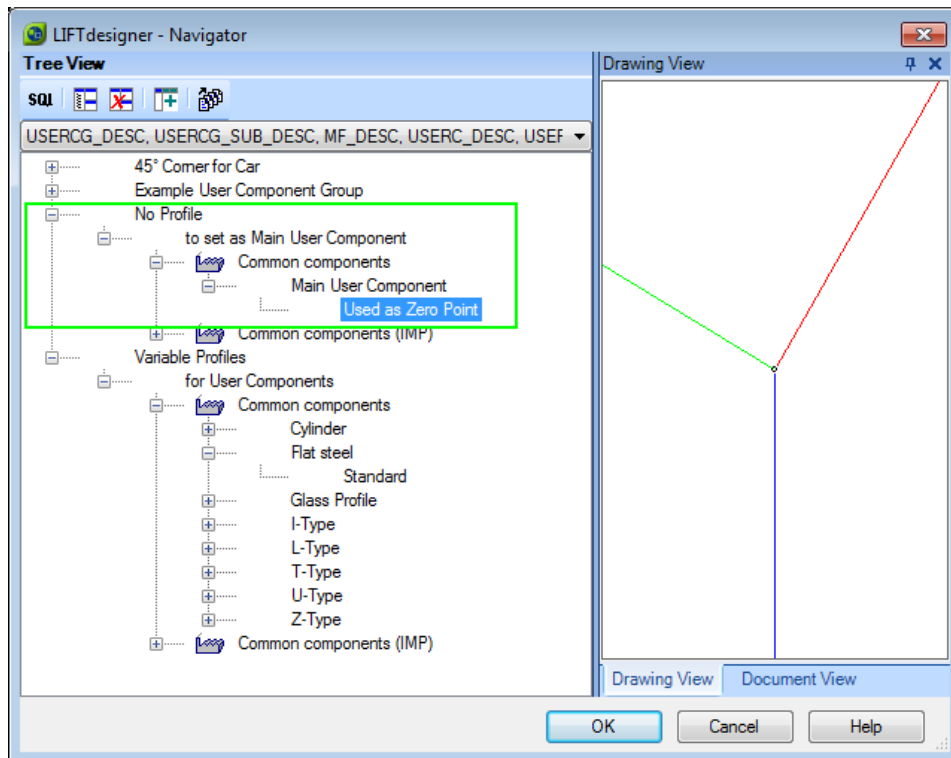 LIFTdesigner - Navigator
Tree View
Drawing View
SQL
USERCG_DESC, USERCG_SUB_DESC, MF_DESC, USERC_DESC, USEF
45° Corner for Car
Example User Component Group
No Profile
to set as Main User Component
Common components
Main User Component
Used as Zero Point
Common components (IMP)
Variable Profiles
for User Components
Common components
Cylinder
Flat steel
Standard
Glass Profile
I-Type
L-Type
T-Type
U-Type
Z-Type
Common components (IMP)
Drawing View Document View
OK Cancel Help